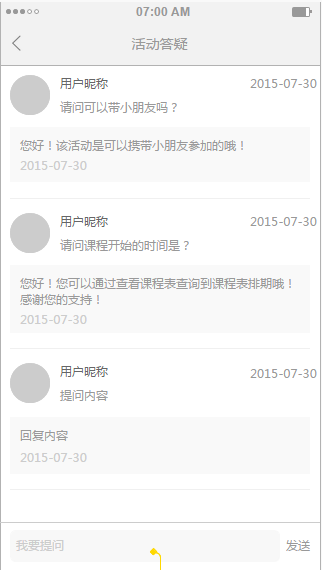 07:00 AM
活动答疑
用户昵称 2015-07-30
请问可以带小朋友吗？
您好！该活动是可以携带小朋友参加的哦！
2015-07-30
用户昵称 2015-07-30
请问课程开始的时间是？
您好！您可以通过查看课程表查询到课程表排期哦！
感谢您的支持！
2015-07-30
用户昵称 2015-07-30
提问内容
回复内容
2015-07-30
我要提问 发送